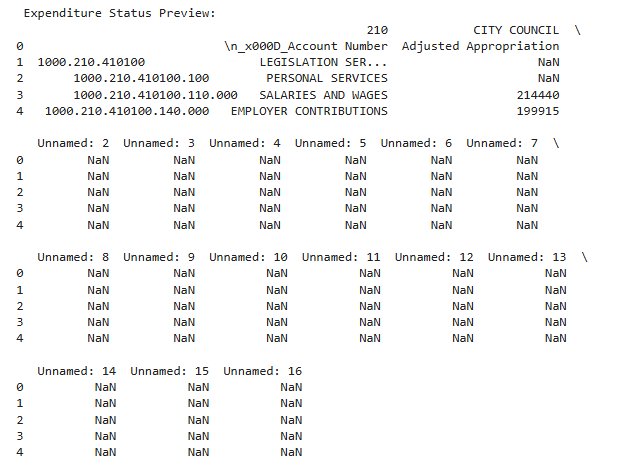 Expenditure Status Preview:
210 CITY COUNCIL \
0 \n_x000D_Account Number Adjusted Appropriation
1 1000.210.410100 LEGISLATION SER... NaN
2 1000.210.410100.100 PERSONAL SERVICES NaN
3 1000.210.410100.110.000 SALARIES AND WAGES 214440
4 1000.210.410100.140.000 EMPLOYER CONTRIBUTIONS 199915
Unnamed: 2 Unnamed: 3 Unnamed: 4 Unnamed: 5 Unnamed: 6 Unnamed: 7 \
0 NaN NaN NaN NaN NaN NaN
1 NaN NaN NaN NaN NaN NaN
2 NaN NaN NaN NaN NaN NaN
3 NaN NaN NaN NaN NaN NaN
4 NaN NaN NaN NaN NaN NaN
Unnamed: 8 Unnamed: 9 Unnamed: 10 Unnamed: 11 Unnamed: 12 Unnamed: 13 \
0 NaN NaN NaN NaN NaN NaN
1 NaN NaN NaN NaN NaN NaN
2 NaN NaN NaN NaN NaN NaN
3 NaN NaN NaN NaN NaN NaN
4 NaN NaN NaN NaN NaN NaN
Unnamed: 14 Unnamed: 15 Unnamed: 16
0 NaN NaN NaN
1 NaN NaN NaN
2 NaN NaN NaN
3 NaN NaN NaN
4 NaN NaN NaN